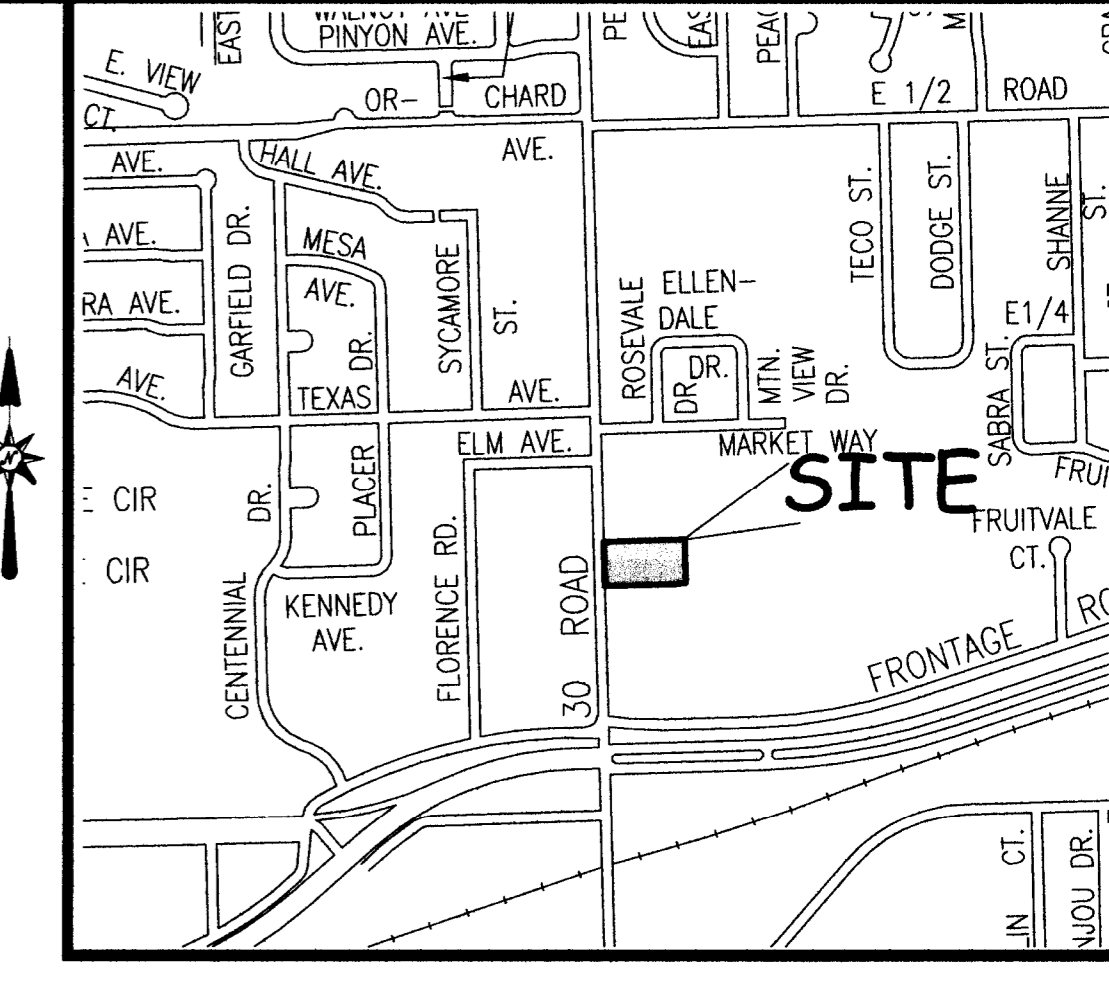 EAST
PINYON AVE.
E. VIEW
CT.
OR-
CHARD
AVE.
E 1/2
ROAD
AVE.
HALL AVE.
AVE.
RA AVE.
AVE.
GARFIELD DR.
MESA
AVE.
DR.
TEXAS
AVE.
SYCAMORE
ST.
ROSEVALE
ELLEN-
DALE
DR.
DR
MTN.
VIEW
DR.
TECO ST.
DODGE ST.
SHANNE
ST.
E1/4
SABRA ST.
MARKET WAY
SITE
FRUITVALE
CT.
ELM AVE.
PLACER
DR.
E CIR
CIR
CENTENNIAL
KENNEDY
AVE.
FLORENCE RD.
30 ROAD
FRONTAGE
N
CT.
DR.